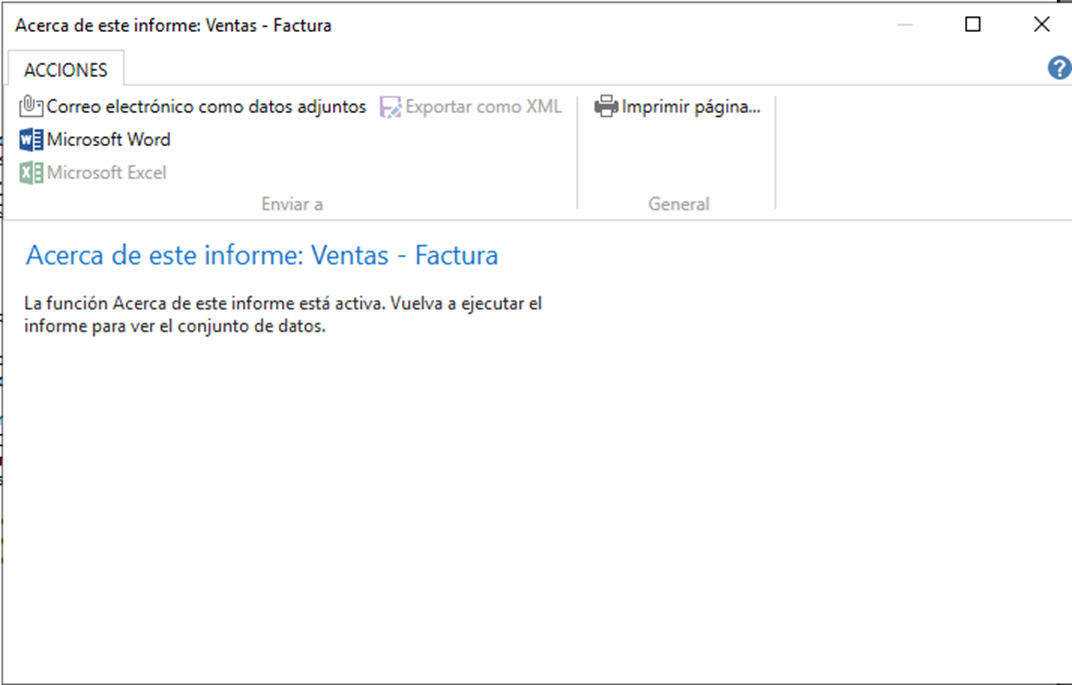 Acerca de este informe: Ventas - Factura
ACCIONES
Correo electrónico como datos adjuntos Exportar como XML Imprimir página...
Microsoft Word
Microsoft Excel
Enviar a General
Acerca de este informe: Ventas - Factura
La función Acerca de este informe está activa. Vuelva a ejecutar el
informe para ver el conjunto de datos.